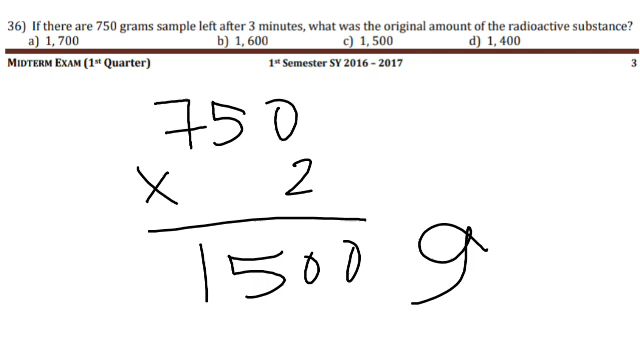 36) If there are 750 grams sample left after 3 minutes, what was the original amount of the radioactive substance?
a) 1, 700 b) 1, 600 c) 1, 500 d) 1, 400
MIDTERM EXAM (1st Quarter) 1st Semester SY 2016 – 2017 3
750
x 2
1500 g